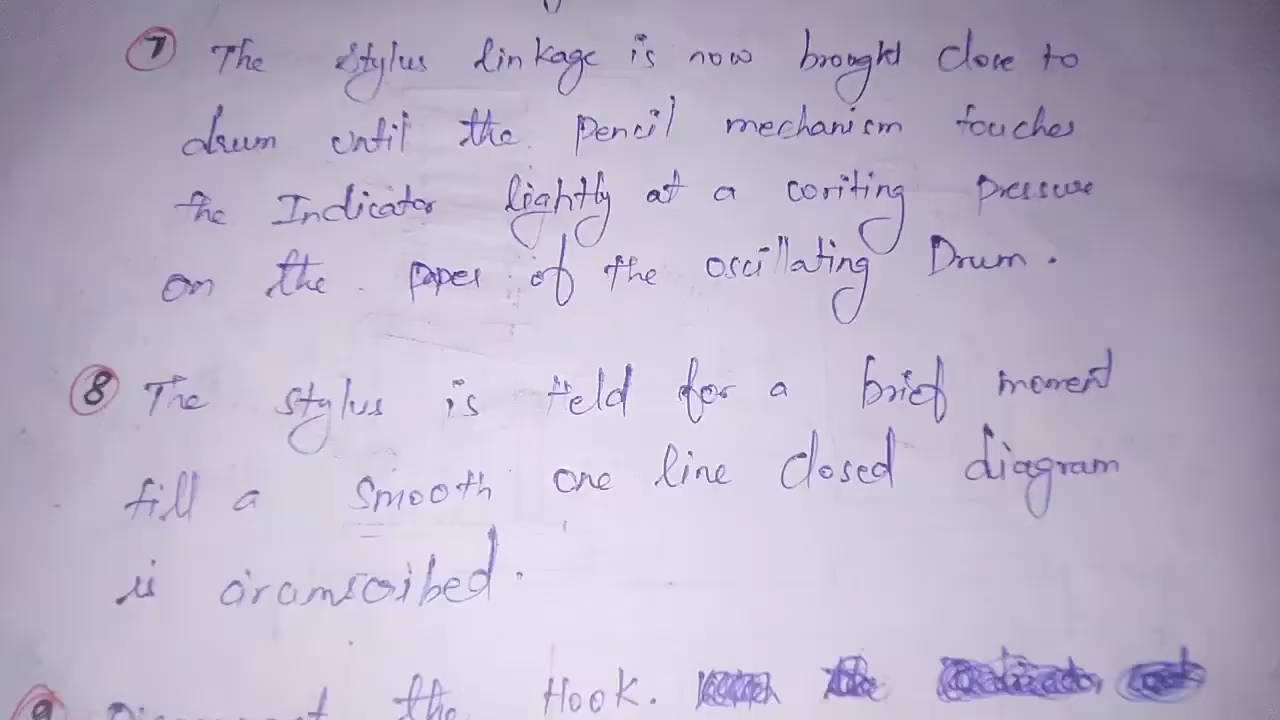 7 The stylus linkage is now brought close to
drum until the Pencil mechanism touches
the Indicator lightly at a writing pressure
on the paper of the oscillating Drum.
8 The stylus is Held for a brief moment
till a smooth one line closed diagram
is
9 the Hook.